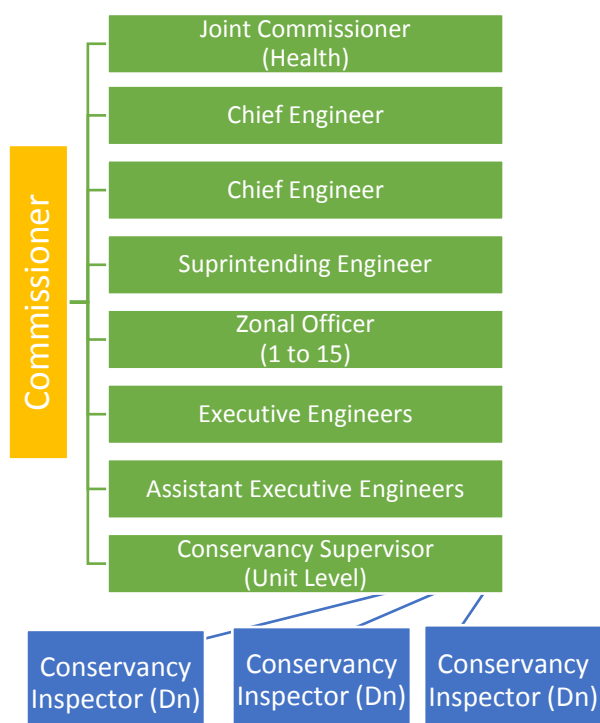 Commissioner
Joint Commissioner
(Health)
Chief Engineer
Chief Engineer
Suprintending Engineer
Zonal Officer
(1 to 15)
Executive Engineers
Assistant Executive Engineers
Conservancy Supervisor
(Unit Level)
Conservancy
Inspector (Dn)
Conservancy
Inspector (Dn)
Conservancy
Inspector (Dn)